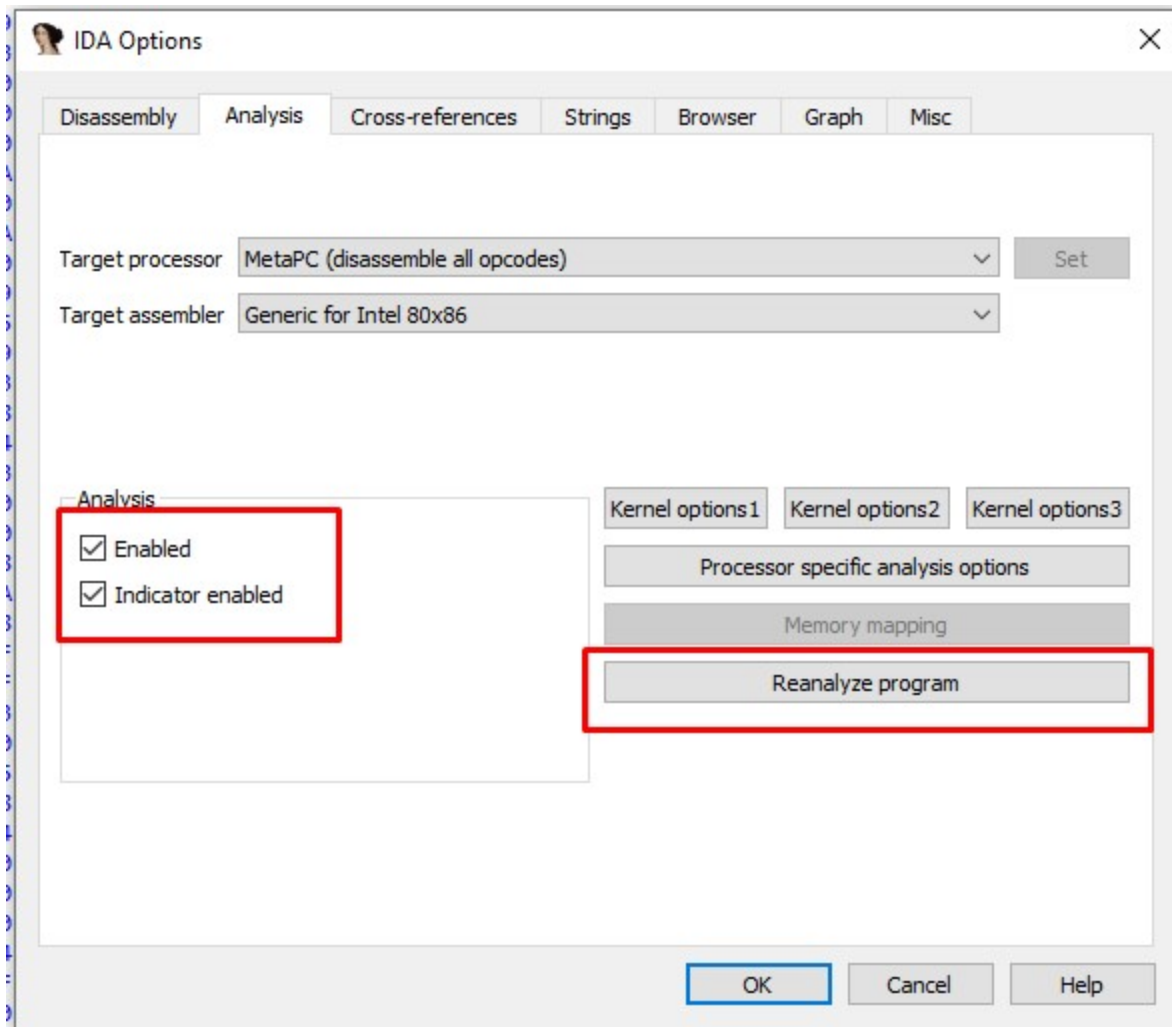 IDA Options
Disassembly Analysis Cross-references Strings Browser Graph Misc
Target processor MetaPC (disassemble all opcodes) Set
Target assembler Generic for Intel 80x86
Analysis
Enabled
Indicator enabled
Kernel options1 Kernel options2 Kernel options3
Processor specific analysis options
Memory mapping
Reanalyze program
OK Cancel Help